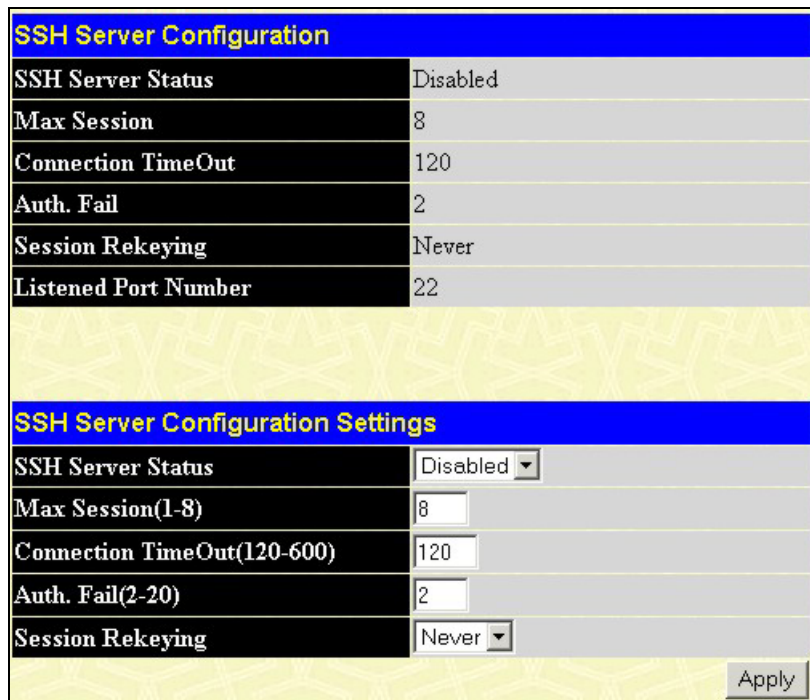 SSH Server Configuration
SSH Server Status Disabled
Max Session 8
Connection TimeOut 120
Auth. Fail 2
Session Rekeying Never
Listened Port Number 22
SSH Server Configuration Settings
SSH Server Status Disabled
Max Session(1-8) 8
Connection TimeOut(120-600) 120
Auth. Fail(2-20) 2
Session Rekeying Never
Apply